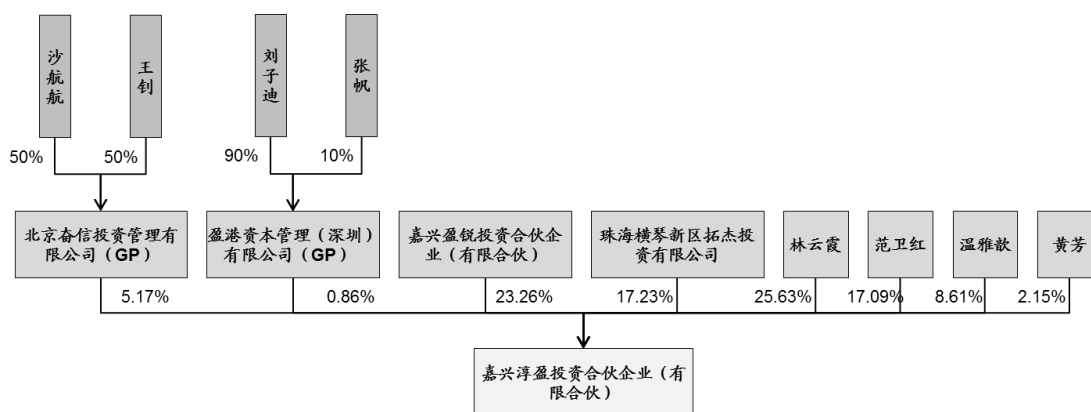 沙航航
王钊
刘子迪
张帆
50%
50%
90%
10%
北京奋信投资管理有
限公司（GP）
盈港资本管理（深圳）
有限公司（GP）
嘉兴盈锐投资合伙企
业（有限合伙）
珠海横琴新区拓杰投
资有限公司
林云霞
范卫红
温雅歆
黄芳
5.17%
0.86%
23.26%
17.23%
25.63%
17.09%
8.61%
2.15%
嘉兴淳盈投资合伙企业（有
限合伙）